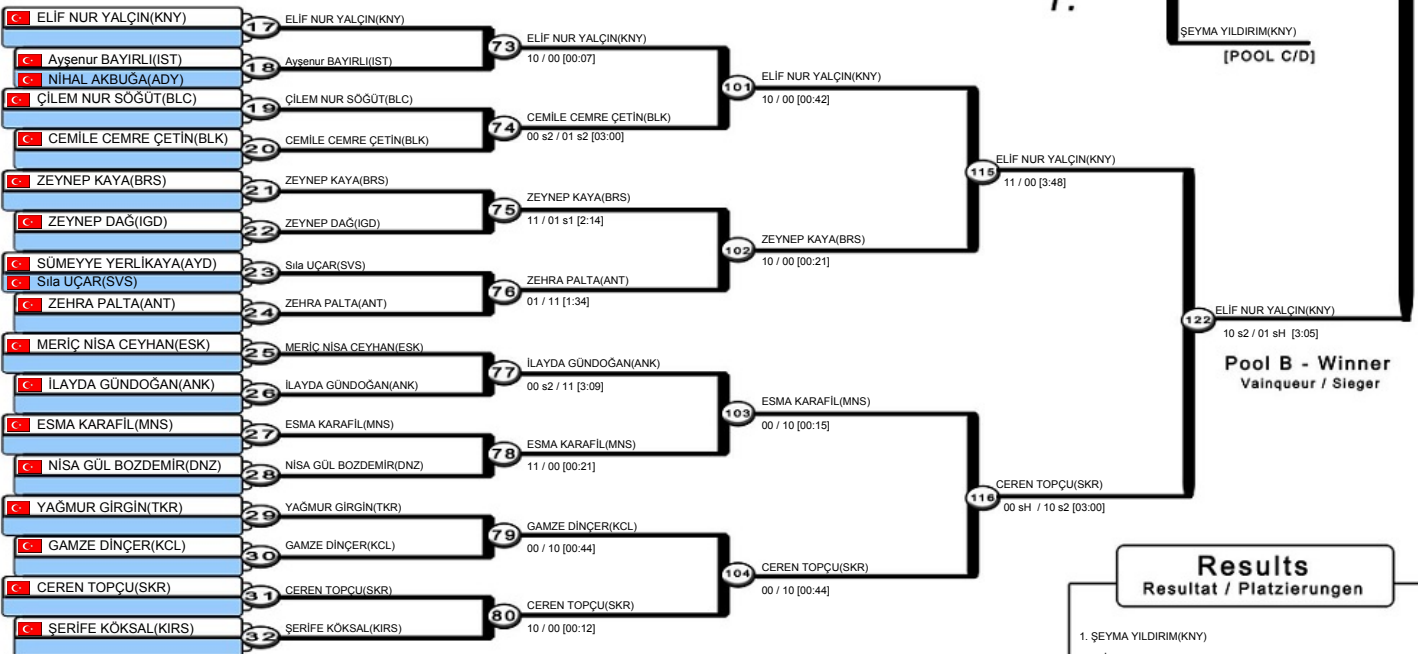 1.
ŞEYMA YILDIRIM(KNY)
[POOL C/D]
ELİF NUR YALÇIN(KNY)
Ayşenur BAYIRLI(IST)
NİHAL AKBUĞA(ADY)
ÇİLEM NUR SÖĞÜT(BLC)
CEMİLE CEMRE ÇETİN(BLK)
ZEYNEP KAYA(BRS)
ZEYNEP DAĞ(IGD)
SÜMEYYE YERLİKAYA(AYD)
Sıla UÇAR(SVS)
ZEHRA PALTA(ANT)
MERİÇ NİSA CEYHAN(ESK)
İLAYDA GÜNDOĞAN(ANK)
ESMA KARAFİL(MNS)
NİSA GÜL BOZDEMİR(DNZ)
YAĞMUR GİRGİN(TKR)
GAMZE DİNÇER(KCL)
CEREN TOPÇU(SKR)
ŞERİFE KÖKSAL(KIRS)
17 ELİF NUR YALÇIN(KNY)
18 Ayşenur BAYIRLI(IST)
19 ÇİLEM NUR SÖĞÜT(BLC)
20 CEMİLE CEMRE ÇETİN(BLK)
21 ZEYNEP KAYA(BRS)
22 ZEYNEP DAĞ(IGD)
23 Sıla UÇAR(SVS)
24 ZEHRA PALTA(ANT)
25 MERİÇ NİSA CEYHAN(ESK)
26 İLAYDA GÜNDOĞAN(ANK)
27 ESMA KARAFİL(MNS)
28 NİSA GÜL BOZDEMİR(DNZ)
29 YAĞMUR GİRGİN(TKR)
30 GAMZE DİNÇER(KCL)
31 CEREN TOPÇU(SKR)
32 ŞERİFE KÖKSAL(KIRS)
73 ELİF NUR YALÇIN(KNY)
10 / 00 [00:07]
74 CEMİLE CEMRE ÇETİN(BLK)
00 s2 / 01 s2 [03:00]
75 ZEYNEP KAYA(BRS)
11 / 01 s1 [2:14]
76 ZEHRA PALTA(ANT)
01 / 11 [1:34]
77 İLAYDA GÜNDOĞAN(ANK)
00 s2 / 11 [3:09]
78 ESMA KARAFİL(MNS)
11 / 00 [00:21]
79 GAMZE DİNÇER(KCL)
00 / 10 [00:44]
80 CEREN TOPÇU(SKR)
10 / 00 [00:12]
101 ELİF NUR YALÇIN(KNY)
10 / 00 [00:42]
102 ZEYNEP KAYA(BRS)
10 / 00 [00:21]
103 ESMA KARAFİL(MNS)
00 / 10 [00:15]
104 CEREN TOPÇU(SKR)
00 / 10 [00:44]
115 ELİF NUR YALÇIN(KNY)
11 / 00 [3:48]
116 CEREN TOPÇU(SKR)
00 sH / 10 s2 [03:00]
122 ELİF NUR YALÇIN(KNY)
10 s2 / 01 sH [3:05]
Pool B - Winner
Vainqueur / Sieger
Results
Resultat / Platzierungen
1. ŞEYMA YILDIRIM(KNY)